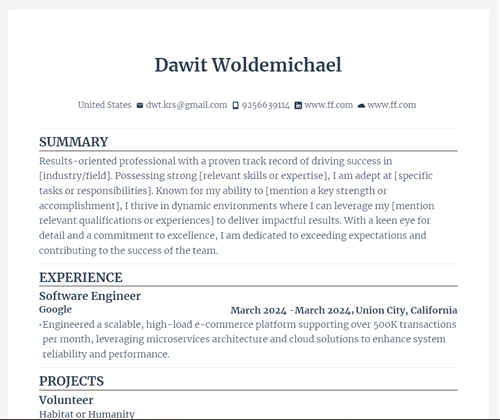 Dawit Woldemichael
United States dwt.krs@gmail.com 9256639114 www.ff.com www.ff.com
SUMMARY
Results-oriented professional with a proven track record of driving success in
[industry/field]. Possessing strong [relevant skills or expertise], I am adept at [specific
tasks or responsibilities]. Known for my ability to [mention a key strength or
accomplishment], I thrive in dynamic environments where I can leverage my [mention
relevant qualifications or experiences] to deliver impactful results. With a keen eye for
detail and a commitment to excellence, I am dedicated to exceeding expectations and
contributing to the success of the team.
EXPERIENCE
Software Engineer
Google March 2024 -March 2024, Union City, California
·Engineered a scalable, high-load e-commerce platform supporting over 500K transactions
per month, leveraging microservices architecture and cloud solutions to enhance system
reliability and performance.
PROJECTS
Volunteer
Habitat or Humanity